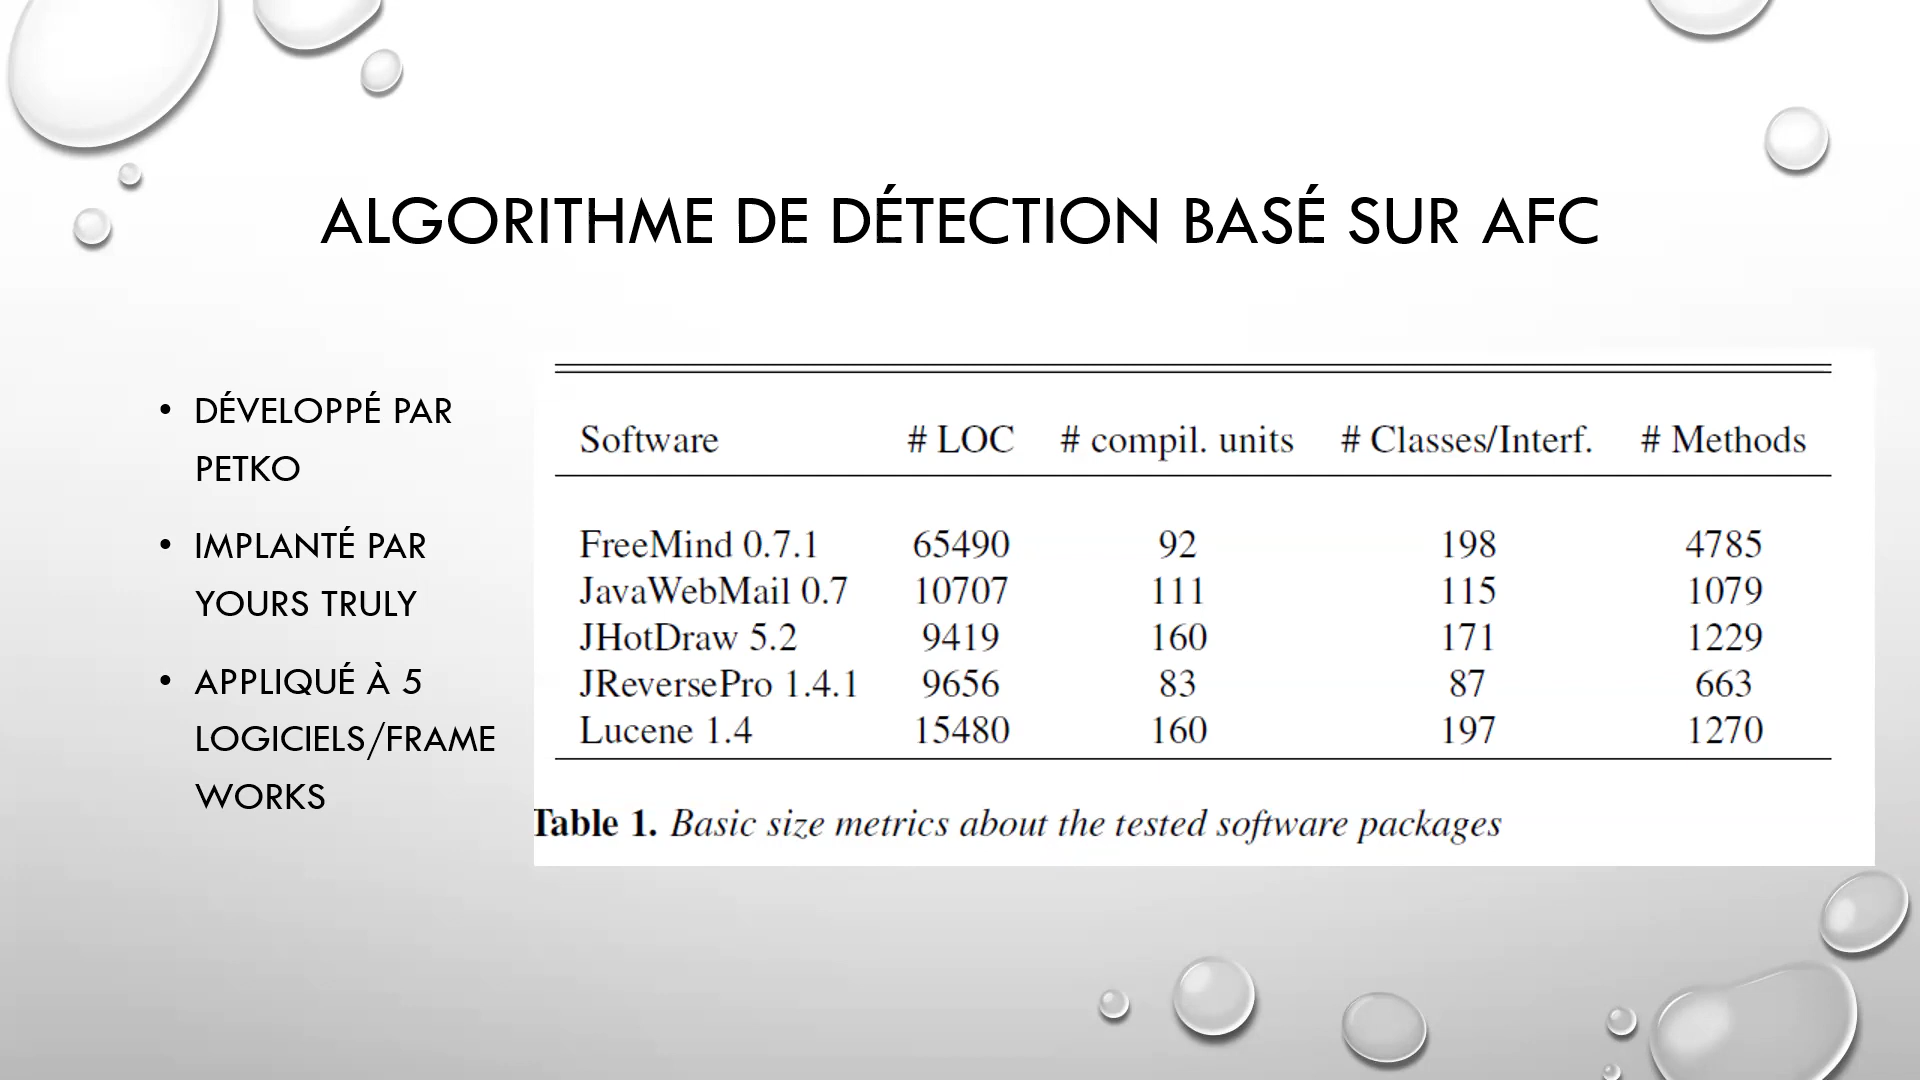 ALGORITHME DE DÉTECTION BASÉ SUR AFC
• DÉVELOPPÉ PAR
PETKO
• IMPLANTÉ PAR
YOURS TRULY
• APPLIQUÉ À 5
LOGICIELS/FRAME
WORKS
Software # LOC # compil. units # Classes/Interf. # Methods
FreeMind 0.7.1 65490 92 198 4785
JavaWebMail 0.7 10707 111 115 1079
JHotDraw 5.2 9419 160 171 1229
JReversePro 1.4.1 9656 83 87 663
Lucene 1.4 15480 160 197 1270
Table 1. Basic size metrics about the tested software packages